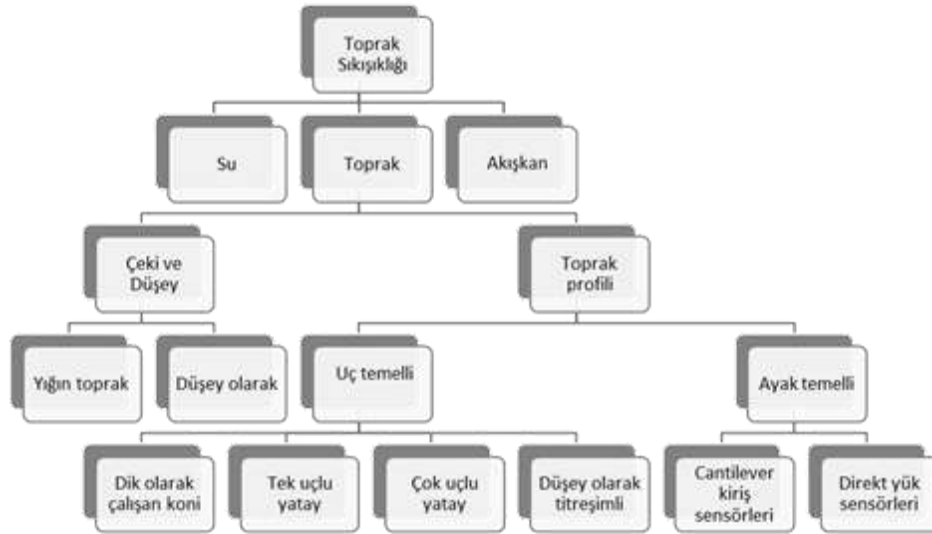 Toprak
Sıkışıklığı
Su
Toprak
Akışkan
Çeki ve
Düşey
Toprak
profili
Yığın toprak
Düşey olarak
Uç temelli
Ayak temelli
Dik olarak
çalışan koni
Tek uçlu
yatay
Çok uçlu
yatay
Düşey olarak
titreşimli
Cantilever
kiriş
sensörleri
Direkt yük
sensörleri